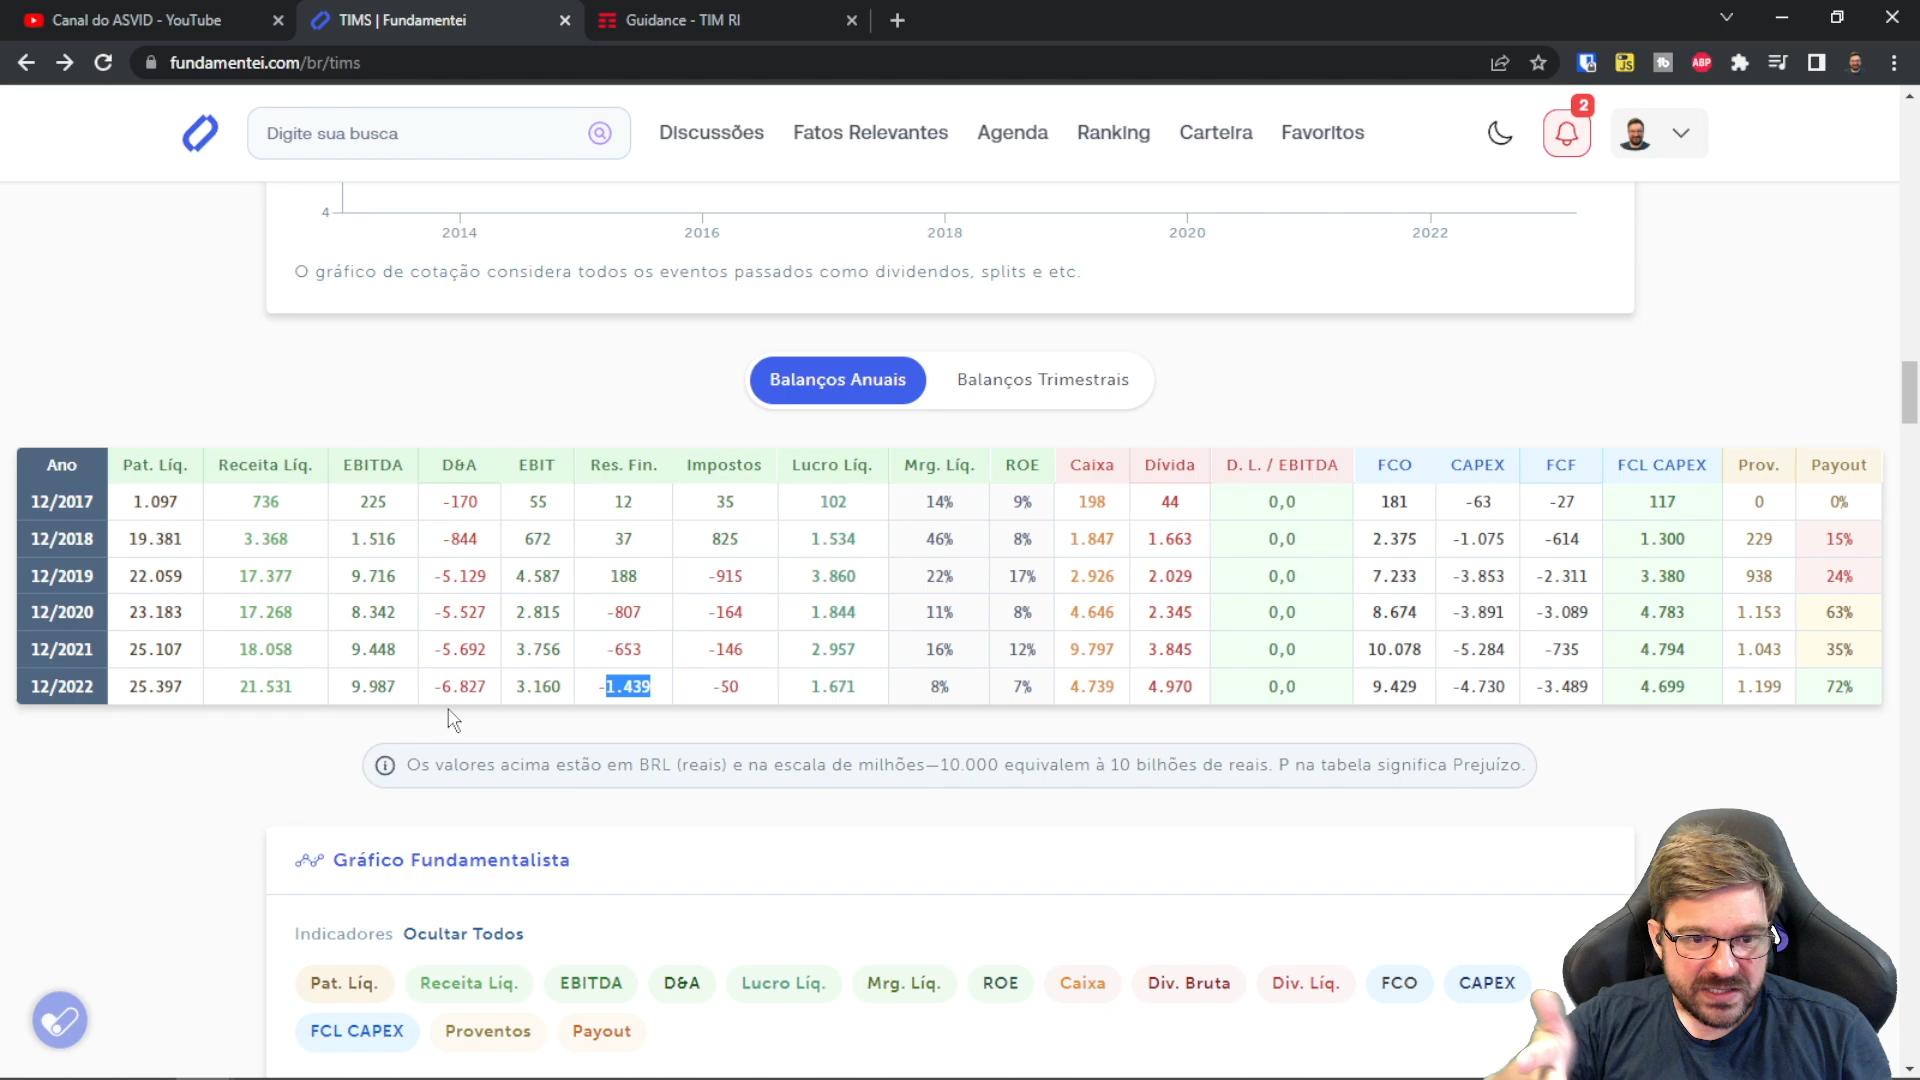 Canal do ASVID - YouTube
TIMS | Fundamentei
Guidance - TIM RI
fundamentei.com/br/tims
JS
tb
ABP
Digite sua busca
Discussões
Fatos Relevantes
Agenda
Ranking
Carteira
Favoritos
2
4
2014 2016 2018 2020 2022
O gráfico de cotação considera todos os eventos passados como dividendos, splits e etc.
Balanços Anuais
Balanços Trimestrais
Ano Pat. Líq. Receita Líq. EBITDA D&A EBIT Res. Fin. Impostos Lucro Líq. Mrg. Líq. ROE Caixa Dívida D. L. / EBITDA FCO CAPEX FCF FCL CAPEX Prov. Payout
12/2017 1.097 736 225 -170 55 12 35 102 14% 9% 198 44 0,0 181 -63 -27 117 0 0%
12/2018 19.381 3.368 1.516 -844 672 37 825 1.534 46% 8% 1.847 1.663 0,0 2.375 -1.075 -614 1.300 229 15%
12/2019 22.059 17.377 9.716 -5.129 4.587 188 -915 3.860 22% 17% 2.926 2.029 0,0 7.233 -3.853 -2.311 3.380 938 24%
12/2020 23.183 17.268 8.342 -5.527 2.815 -807 -164 1.844 11% 8% 4.646 2.345 0,0 8.674 -3.891 -3.089 4.783 1.153 63%
12/2021 25.107 18.058 9.448 -5.692 3.756 -653 -146 2.957 16% 12% 9.797 3.845 0,0 10.078 -5.284 -735 4.794 1.043 35%
12/2022 25.397 21.531 9.987 -6.827 3.160 -1.439 -50 1.671 8% 7% 4.739 4.970 0,0 9.429 -4.730 -3.489 4.699 1.199 72%
Os valores acima estão em BRL (reais) e na escala de milhões—10.000 equivalem à 10 bilhões de reais. P na tabela significa Prejuízo.
Gráfico Fundamentalista
Indicadores Ocultar Todos
Pat. Líq. Receita Líq. EBITDA D&A Lucro Líq. Mrg. Líq. ROE Caixa Div. Bruta Div. Líq. FCO CAPEX
FCL CAPEX Proventos Payout